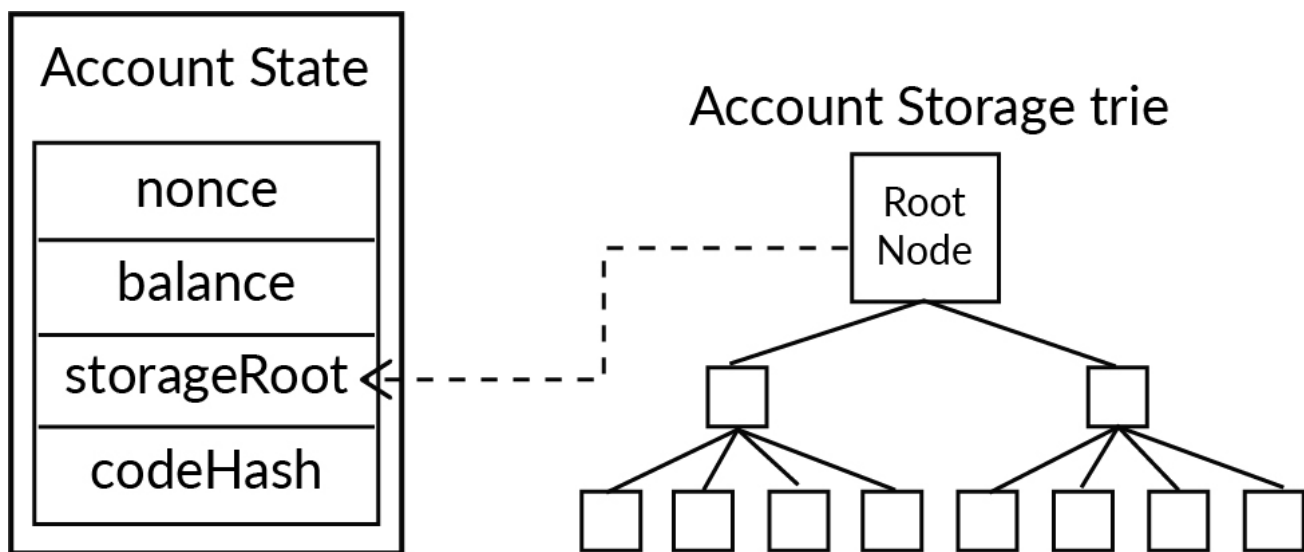 Account State
nonce
balance
storageRoot
codeHash
Account Storage trie
Root
Node